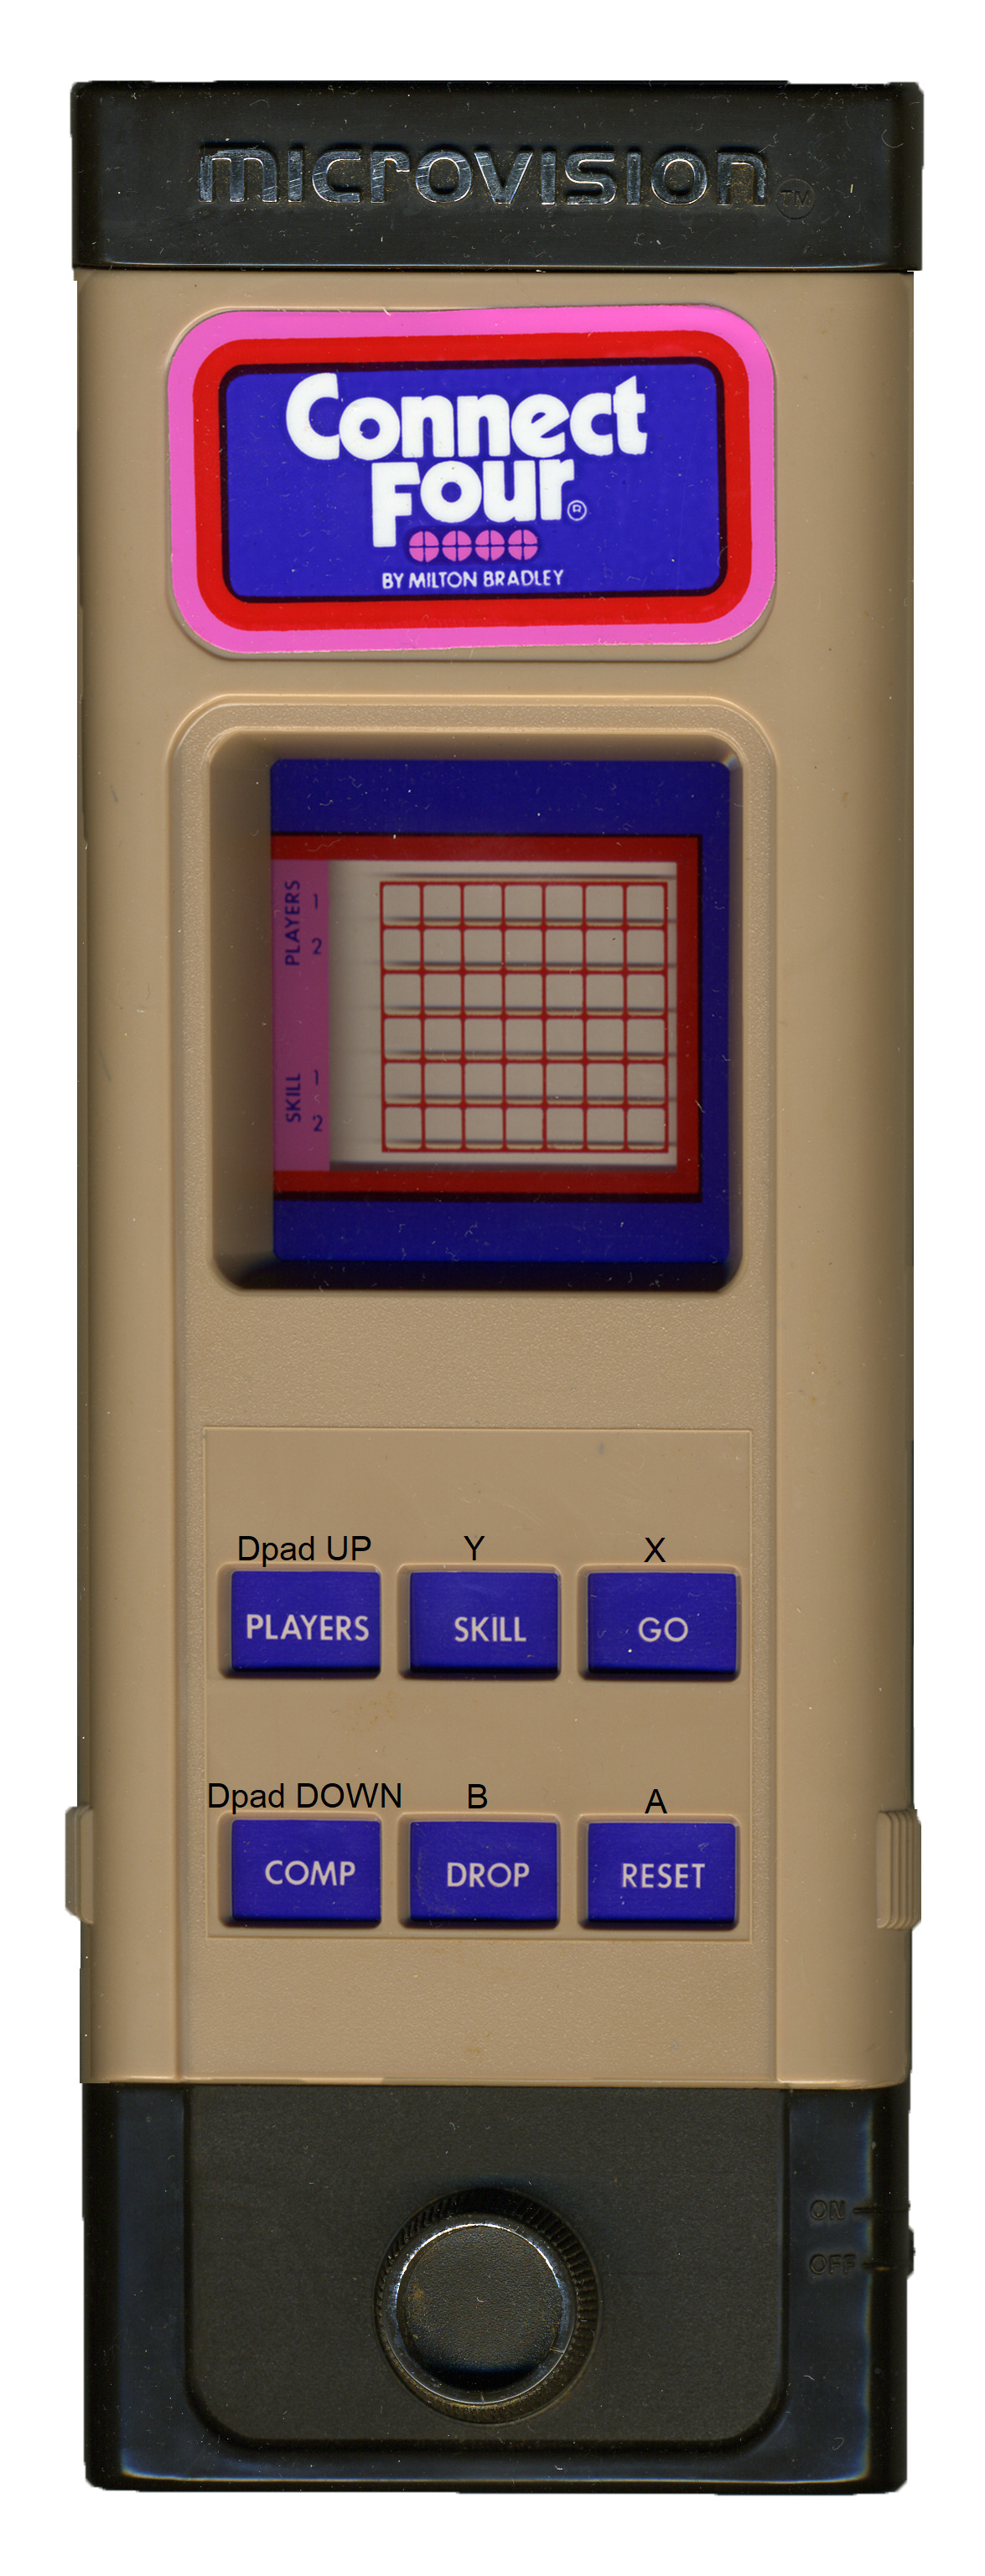 microvision TM
Connect
Four ®
BY MILTON BRADLEY
PLAYERS
1
2
SKILL
1
2
Dpad UP Y X
PLAYERS SKILL GO
Dpad DOWN B A
COMP DROP RESET
ON
OFF